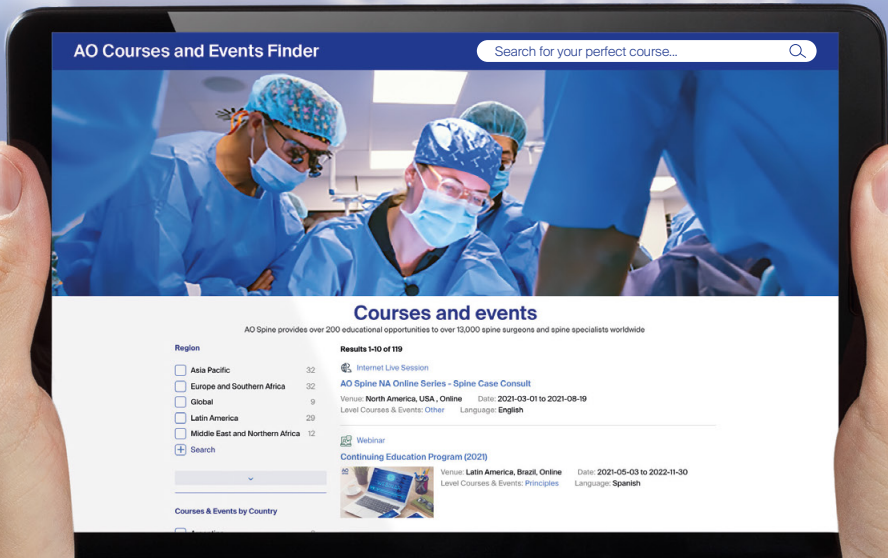 AO Courses and Events Finder
Search for your perfect course...
Courses and events
AO Spine provides over 200 educational opportunities to over 13,000 spine surgeons and spine specialists worldwide
Region
Asia Pacific 32
Europe and Southern Africa 32
Global 9
Latin America 29
Middle East and Northern Africa 12
Search
Courses & Events by Country
Results 1-10 of 119
Internet Live Session
AO Spine NA Online Series - Spine Case Consult
Venue: North America, USA , Online Date: 2021-03-01 to 2021-08-19
Level Courses & Events: Other Language: English
Webinar
Continuing Education Program (2021)
AO
Venue: Latin America, Brazil, Online Date: 2021-05-03 to 2022-11-30
Level Courses & Events: Principles Language: Spanish